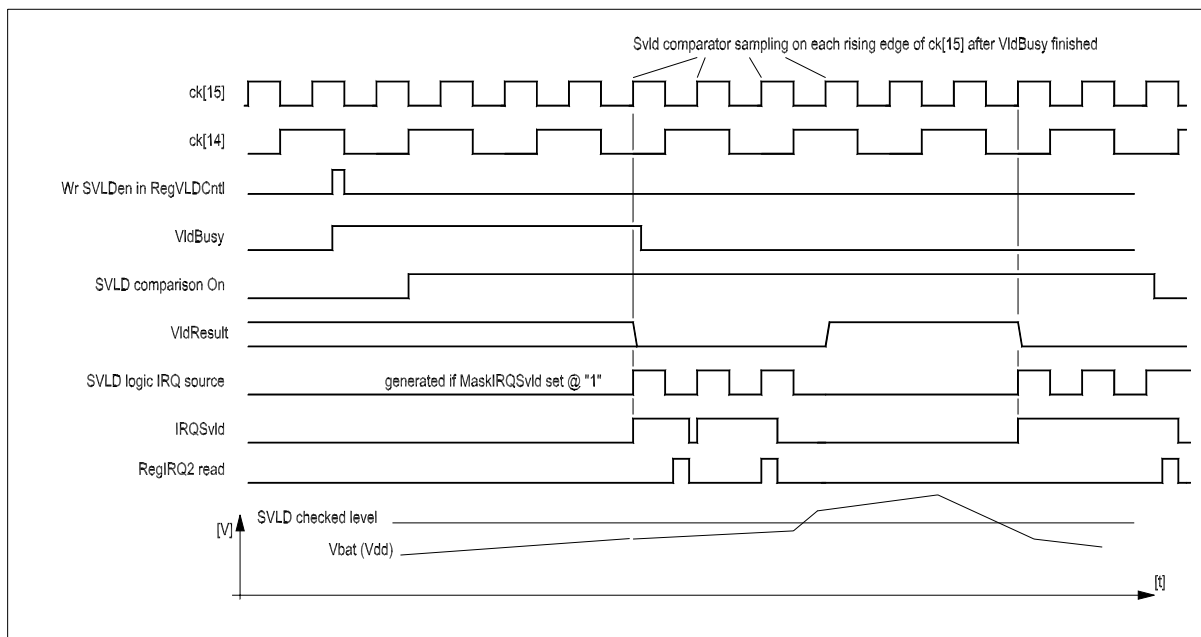 Svld comparator sampling on each rising edge of ck[15] after VldBusy finished
ck[15]
ck[14]
Wr SVLDen in RegVLDCntl
VldBusy
SVLD comparison On
VldResult
SVLD logic IRQ source
generated if MaskIRQSvld set @ "1"
IRQSvld
RegIRQ2 read
SVLD checked level
[V]
Vbat (Vdd)
[t]